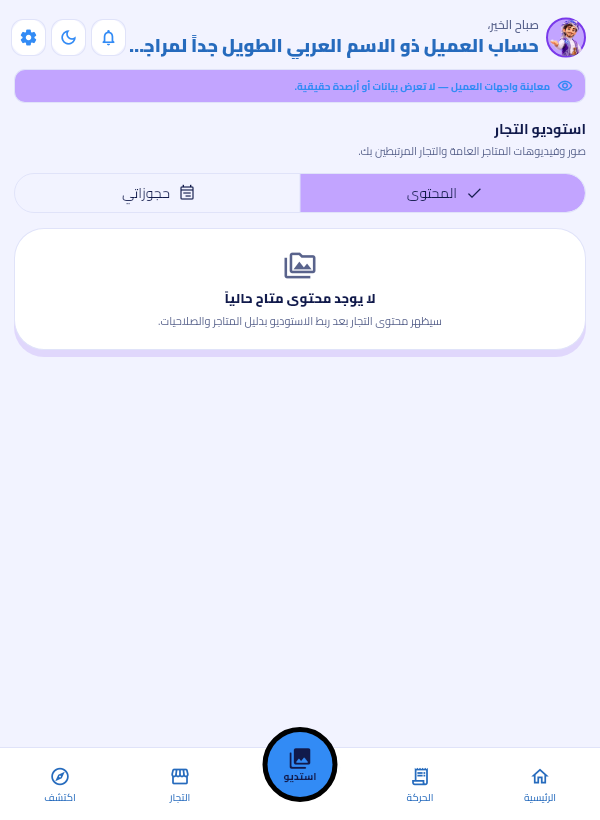 صباح الخير،
حساب العميل ذو الاسم العربي الطويل جداً لمراجـ...
معاينة واجهات العميل — لا تعرض بيانات أو أرصدة حقيقية.
استوديو التجار
صور وفيديوهات المتاجر العامة والتجار المرتبطين بك.
المحتوى
حجوزاتي
لا يوجد محتوى متاح حالياً
سيظهر محتوى التجار بعد ربط الاستوديو بدليل المتاجر والصلاحيات.
الرئيسية
الحركة
استديو
التجار
اكتشف